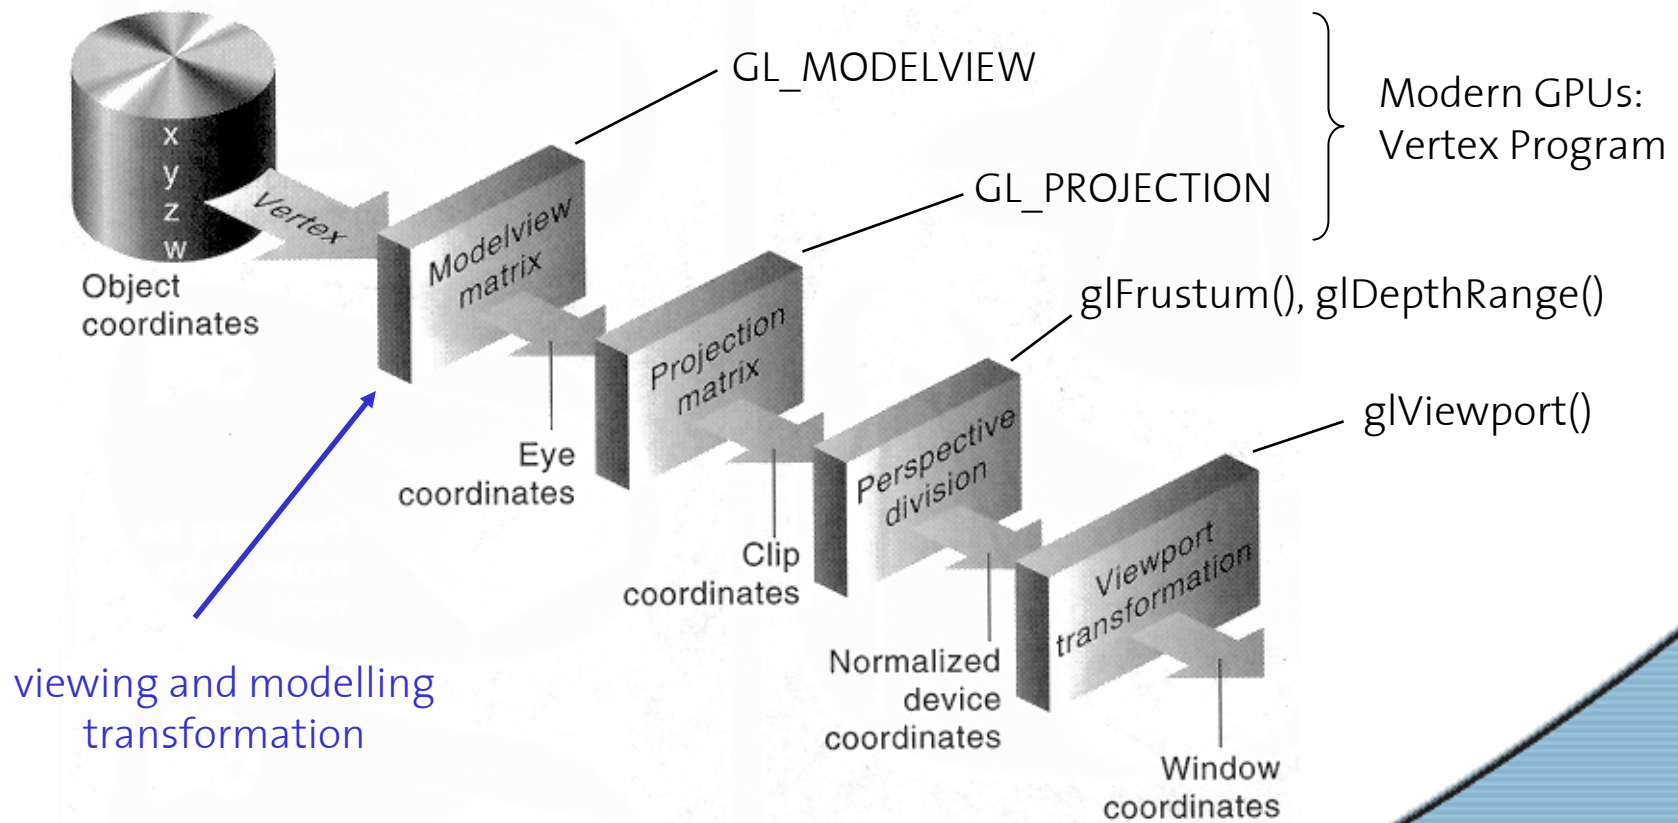 GL_MODELVIEW
Modern GPUs:
Vertex Program
x
y
z
w
Vertex
GL_PROJECTION
Modelview
matrix
Object
coordinates
glFrustum(), glDepthRange()
Projection
matrix
glViewport()
Eye
coordinates
Perspective
division
Clip
coordinates
Viewport
transformation
viewing and modelling
transformation
Normalized
device
coordinates
Window
coordinates